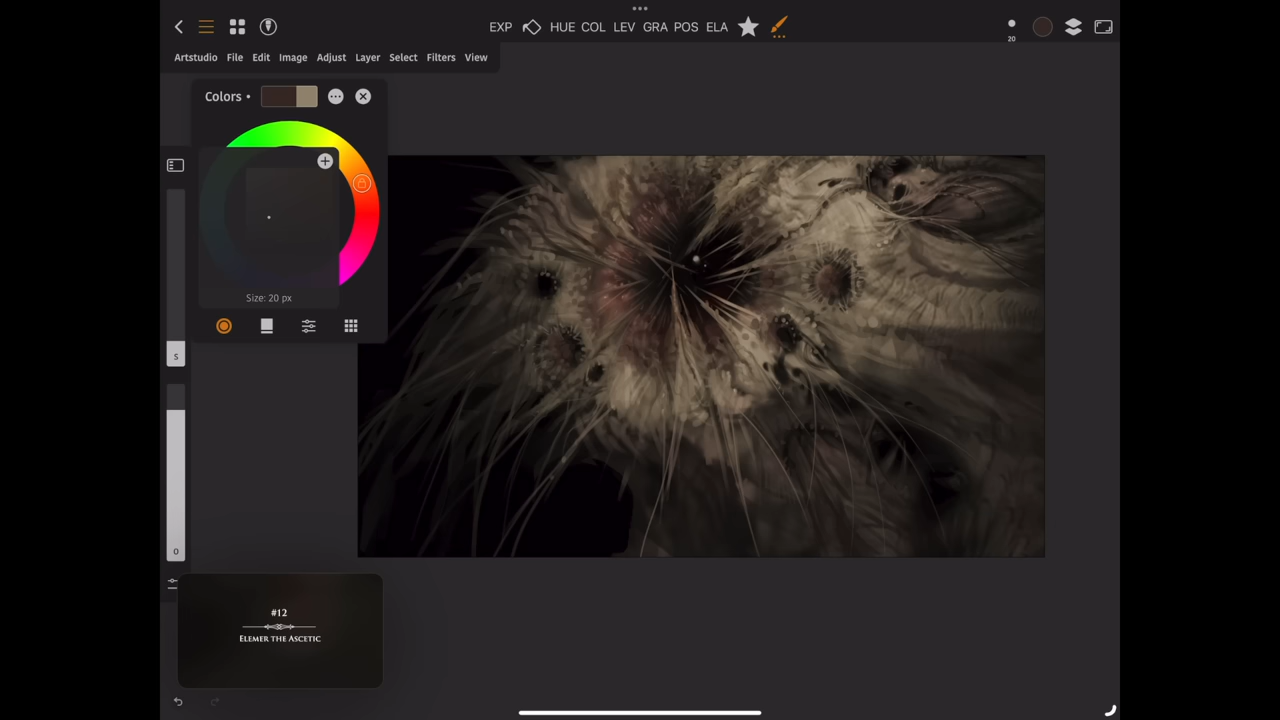 EXP HUE COL LEV GRA POS ELA
20
Artstudio File Edit Image Adjust Layer Select Filters View
Colors •
Size: 20 px
S
O
#12
Elemer the Ascetic